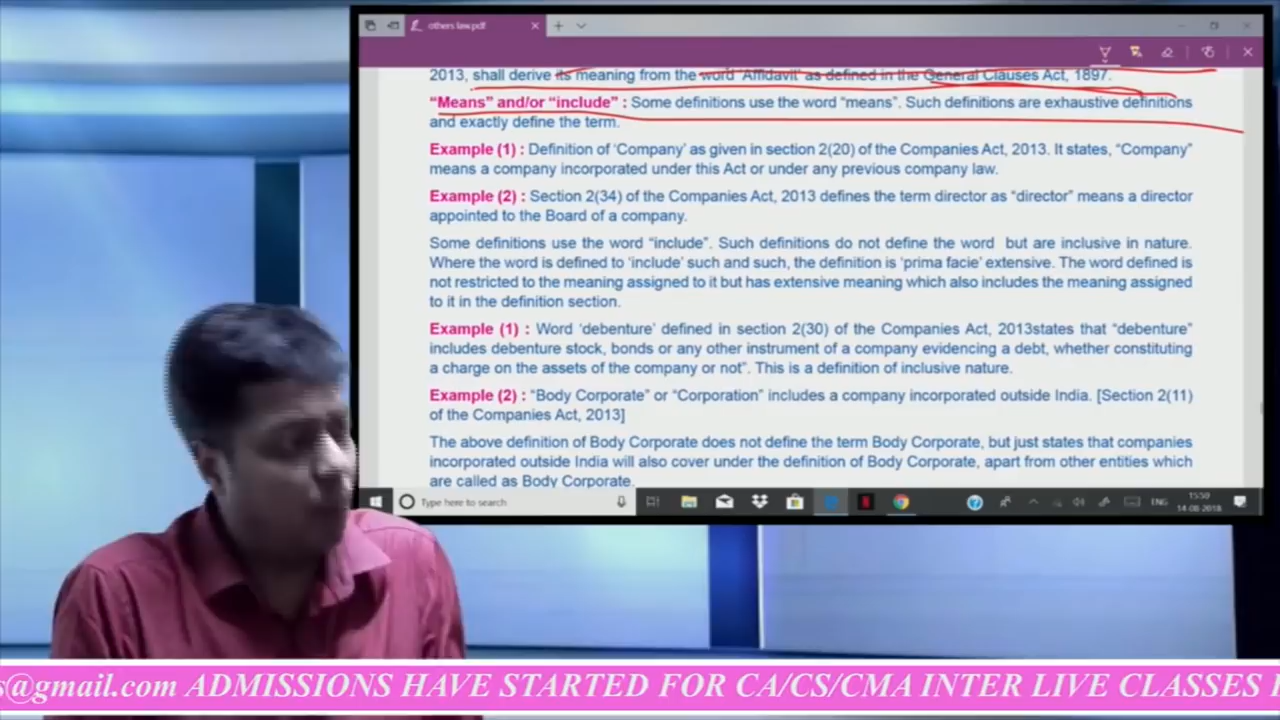 others law.pdf
2013, shall derive its meaning from the word 'Affidavit' as defined in the General Clauses Act, 1897.
"Means" and/or "include" : Some definitions use the word "means". Such definitions are exhaustive definitions
and exactly define the term.
Example (1) : Definition of 'Company' as given in section 2(20) of the Companies Act, 2013. It states, "Company"
means a company incorporated under this Act or under any previous company law.
Example (2) : Section 2(34) of the Companies Act, 2013 defines the term director as "director" means a director
appointed to the Board of a company.
Some definitions use the word "include". Such definitions do not define the word but are inclusive in nature.
Where the word is defined to 'include' such and such, the definition is 'prima facie' extensive. The word defined is
not restricted to the meaning assigned to it but has extensive meaning which also includes the meaning assigned
to it in the definition section.
Example (1) : Word 'debenture' defined in section 2(30) of the Companies Act, 2013states that "debenture"
includes debenture stock, bonds or any other instrument of a company evidencing a debt, whether constituting
a charge on the assets of the company or not". This is a definition of inclusive nature.
Example (2) : "Body Corporate" or "Corporation" includes a company incorporated outside India. [Section 2(11)
of the Companies Act, 2013]
The above definition of Body Corporate does not define the term Body Corporate, but just states that companies
incorporated outside India will also cover under the definition of Body Corporate, apart from other entities which
are called as Body Corporate.
Type here to search
ENG
15:50
14-08-2018
s@gmail.com ADMISSIONS HAVE STARTED FOR CA/CS/CMA INTER LIVE CLASSES